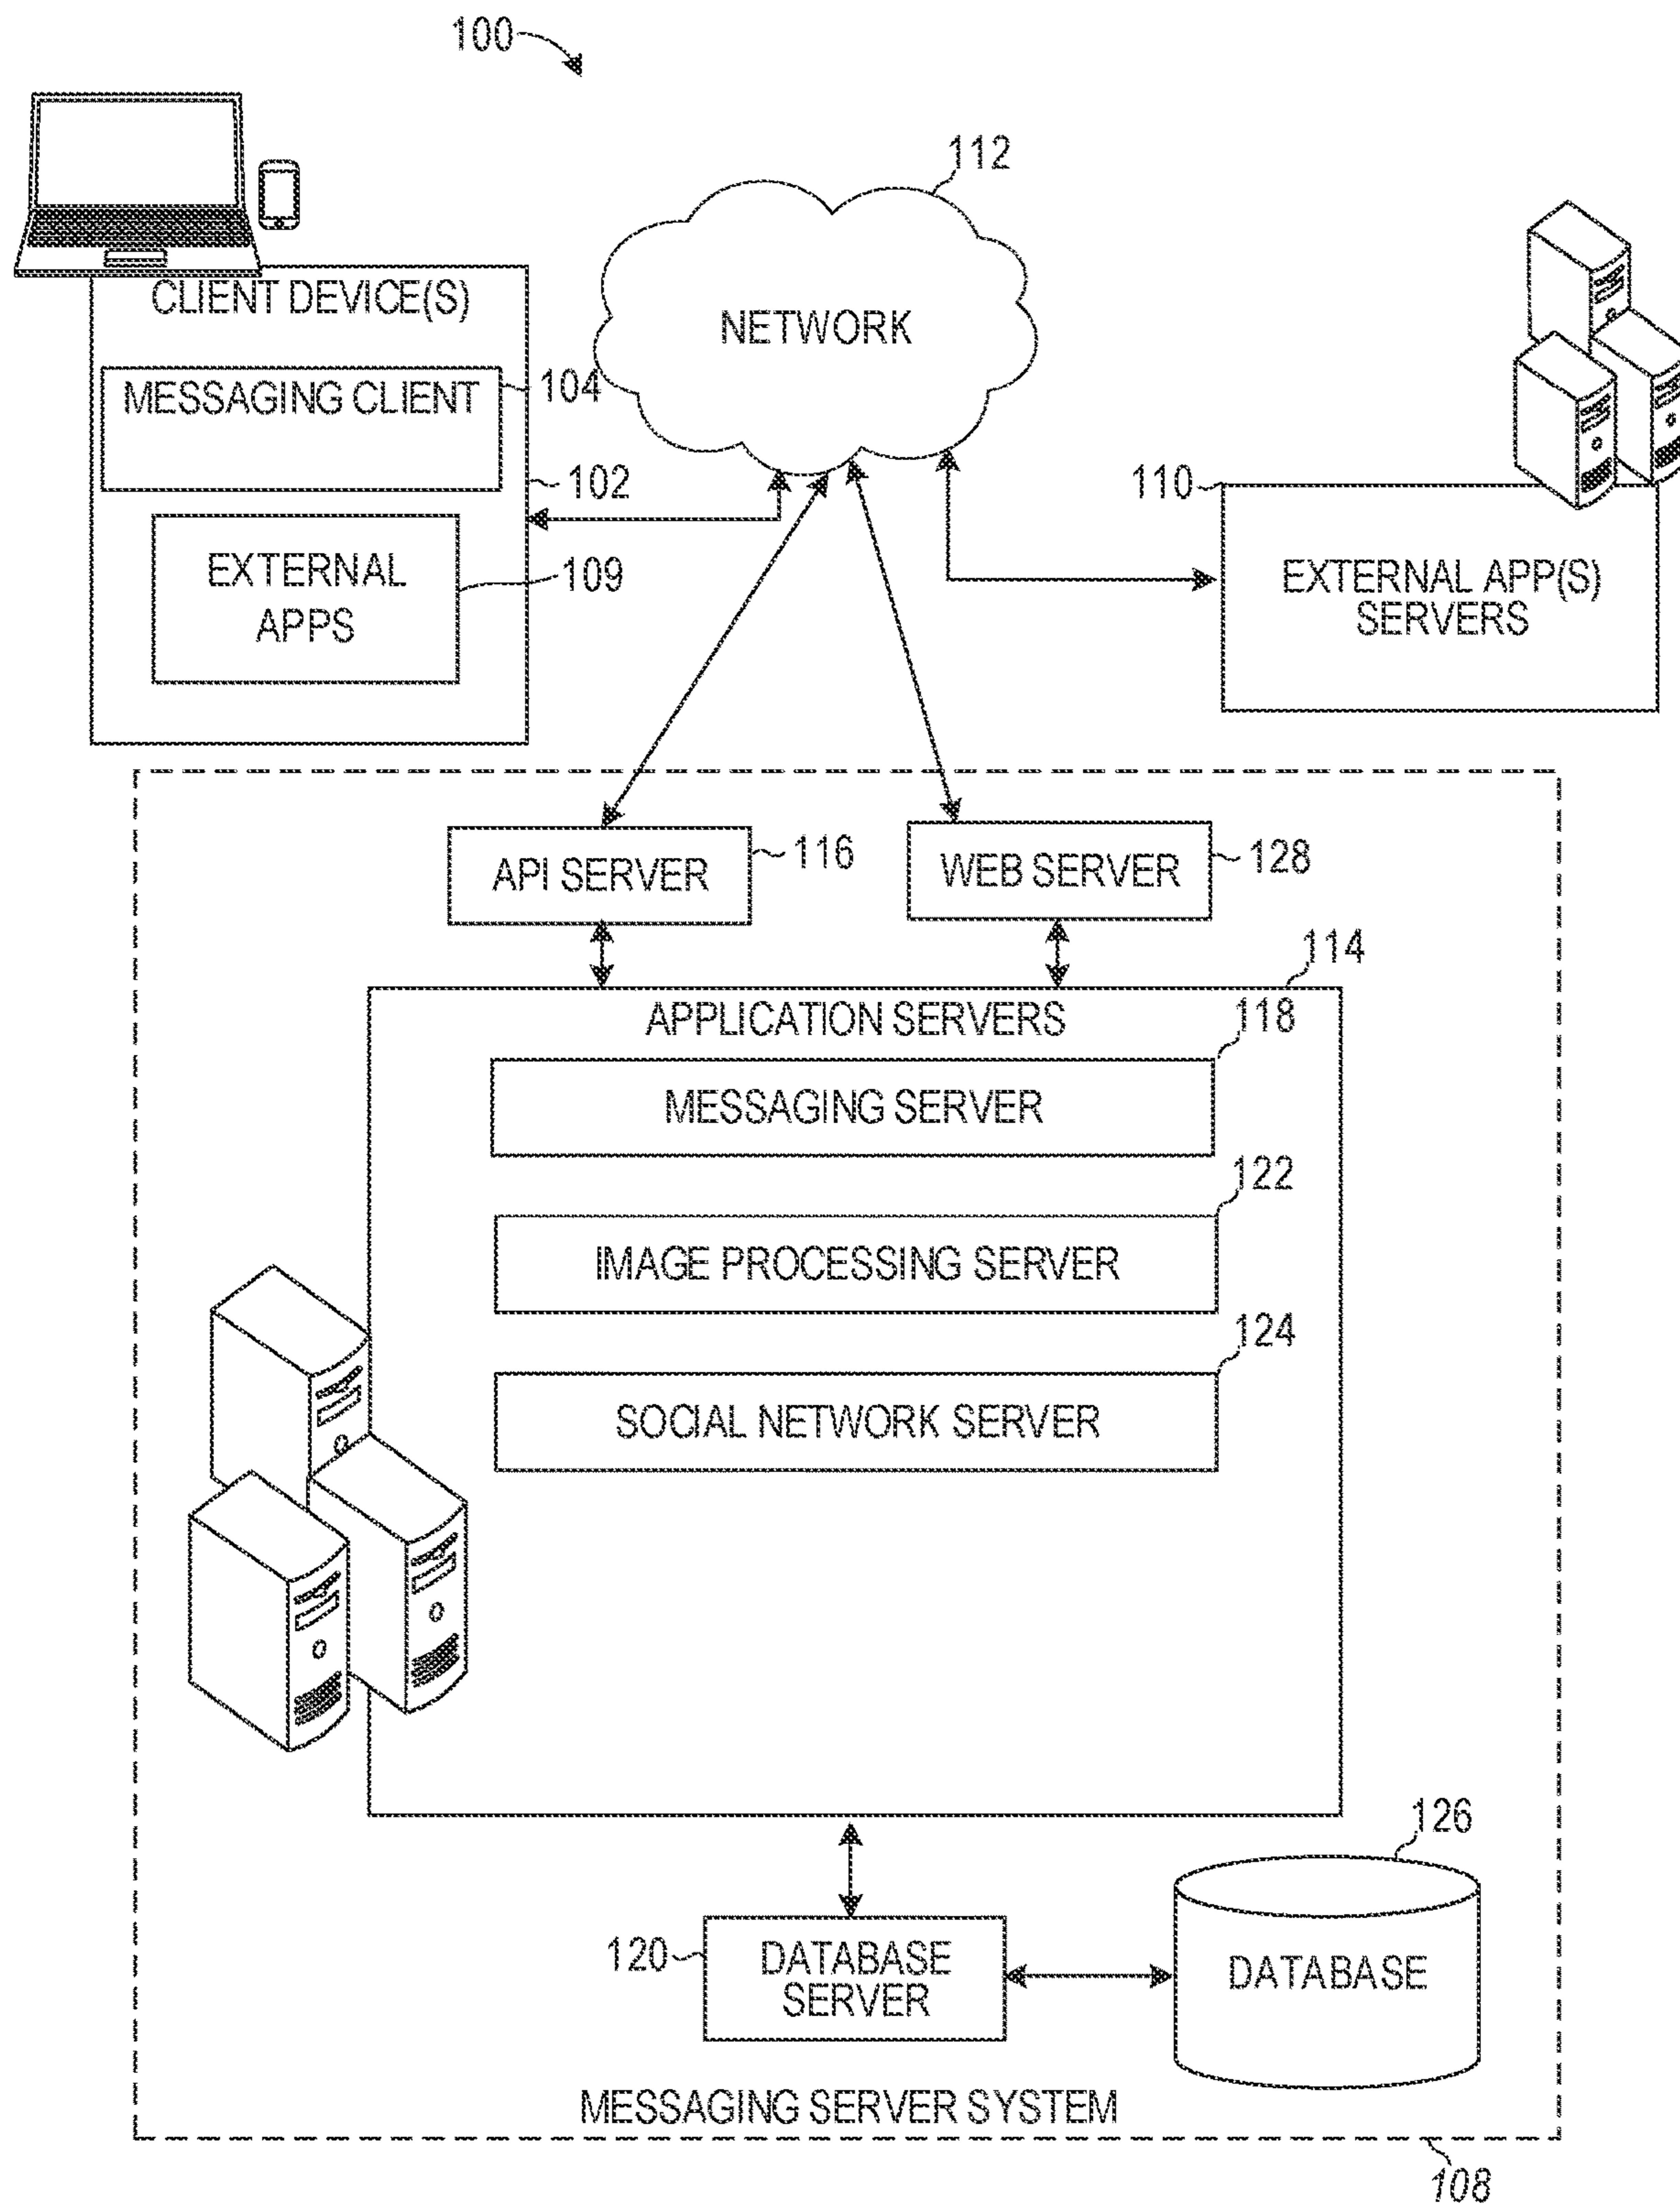 100
112
CLIENT DEVICE(S)
NETWORK
MESSAGING CLIENT
104
102
110
EXTERNAL
APPS
109
EXTERNAL APP(S)
SERVERS
API SERVER
116
WEB SERVER
128
114
APPLICATION SERVERS
118
MESSAGING SERVER
122
IMAGE PROCESSING SERVER
124
SOCIAL NETWORK SERVER
126
120
DATABASE
SERVER
DATABASE
MESSAGING SERVER SYSTEM
108